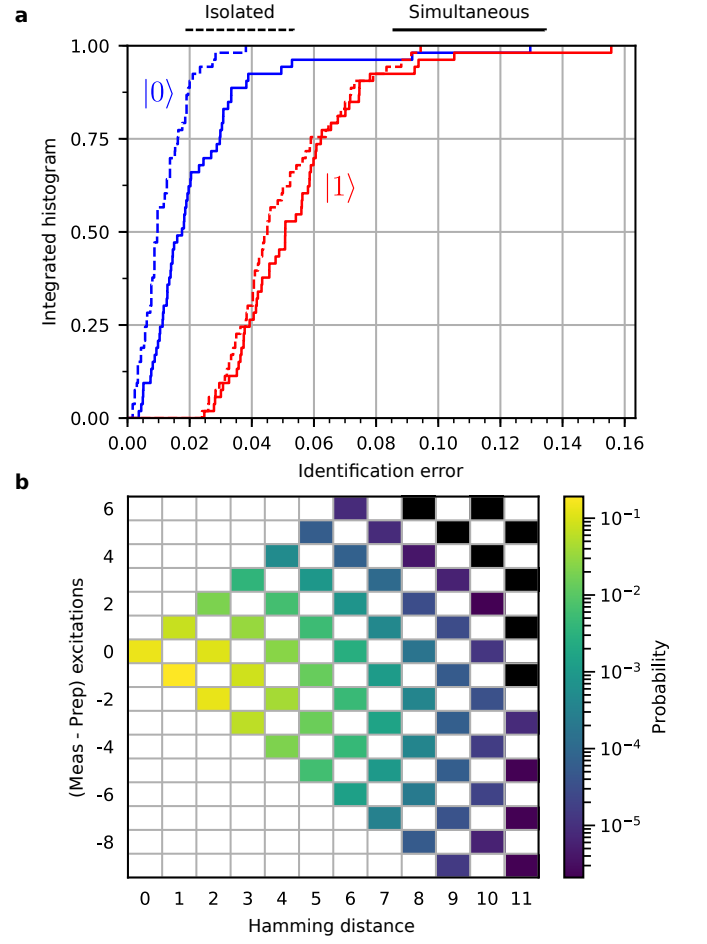 a
Isolated
Simultaneous
1.00
0.75
0.50
0.25
0.00
Integrated histogram
|0⟩
|1⟩
0.00 0.02 0.04 0.06 0.08 0.10 0.12 0.14 0.16
Identification error
b
6
4
2
0
-2
-4
-6
-8
(Meas - Prep) excitations
0 1 2 3 4 5 6 7 8 9 10 11
Hamming distance
10⁻¹
10⁻²
10⁻³
10⁻⁴
10⁻⁵
Probability